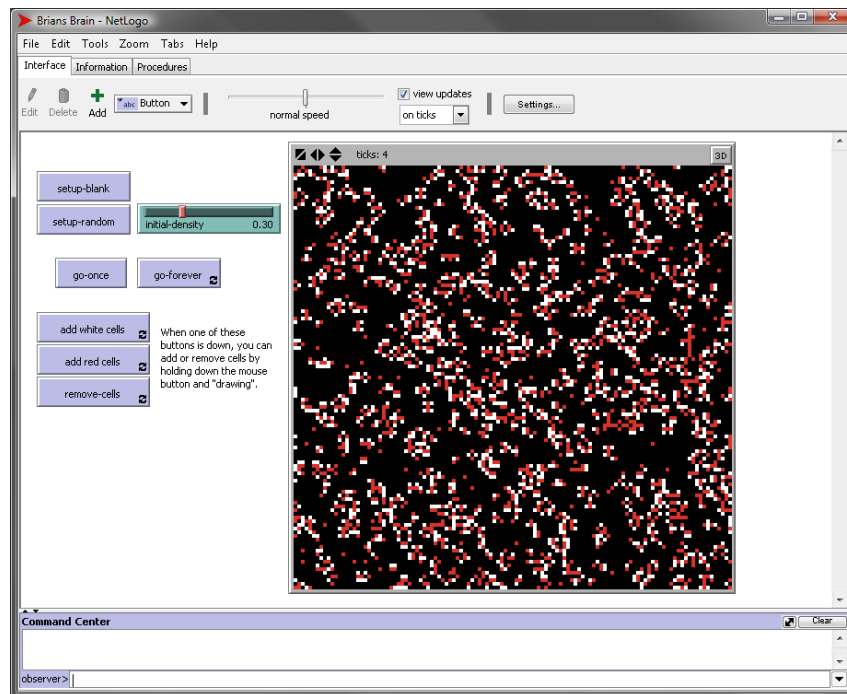 Brians Brain - NetLogo
File Edit Tools Zoom Tabs Help
Interface Information Procedures
Edit Delete Add abc Button normal speed view updates on ticks Settings...
ticks: 4 3D
setup-blank
setup-random
initial-density 0.30
go-once go-forever
add white cells
add red cells
remove-cells
When one of these
buttons is down, you can
add or remove cells by
holding down the mouse
button and "drawing".
Command Center Clear
observer>